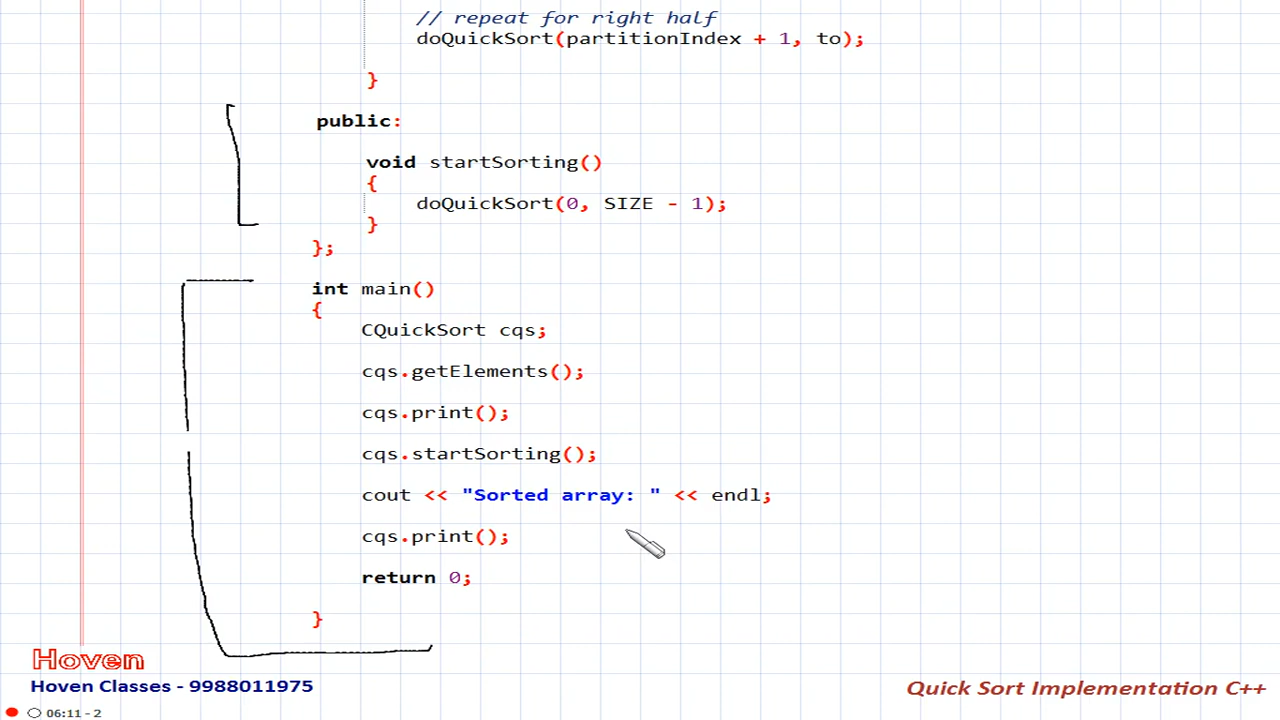 // repeat for right half
doQuickSort(partitionIndex + 1, to);
}
public:
void startSorting()
{
doQuickSort(0, SIZE - 1);
}
};
int main()
{
CQuickSort cqs;
cqs.getElements();
cqs.print();
cqs.startSorting();
cout << "Sorted array: " << endl;
cqs.print();
return 0;
}
Hoven
Hoven Classes - 9988011975
Quick Sort Implementation C++
06:11 - 2